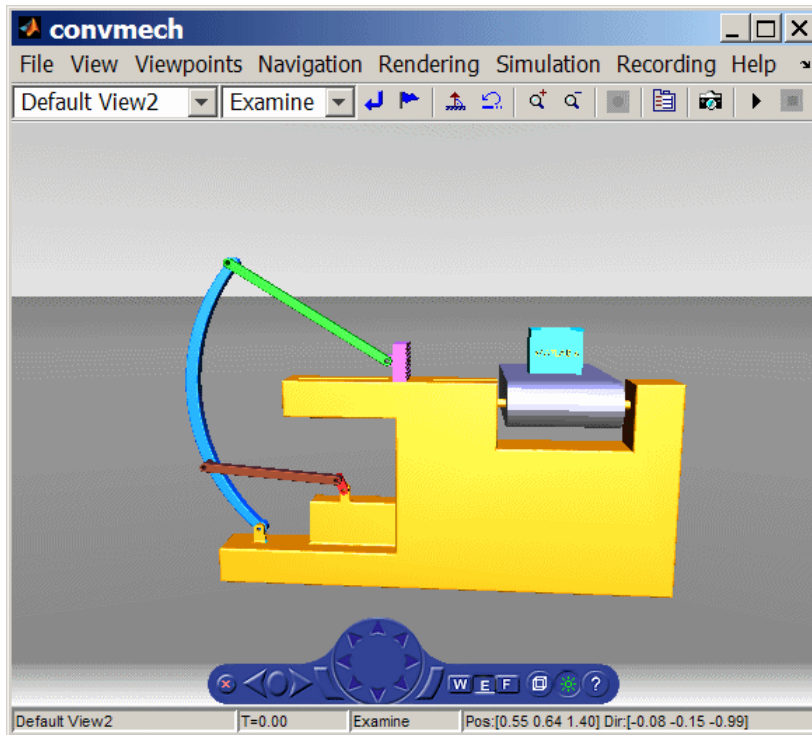 convmech
File View Viewpoints Navigation Rendering Simulation Recording Help
Default View2 Examine
W E F ?
Default View2 T=0.00 Examine Pos:[0.55 0.64 1.40] Dir:[-0.08 -0.15 -0.99]